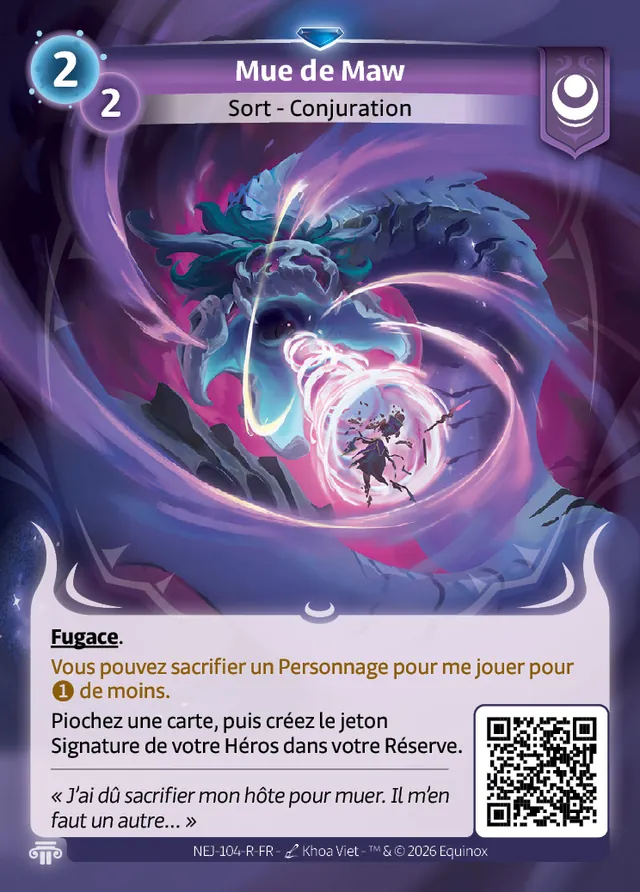 2
2
Mue de Maw
Sort - Conjuration
Fugace.
Vous pouvez sacrifier un Personnage pour me jouer pour
1 de moins.
Piochez une carte, puis créez le jeton
Signature de votre Héros dans votre Réserve.
« J'ai dû sacrifier mon hôte pour muer. Il m'en
faut un autre... »
NEJ-104-R-FR - Khoa Viet - ™ & © 2026 Equinox